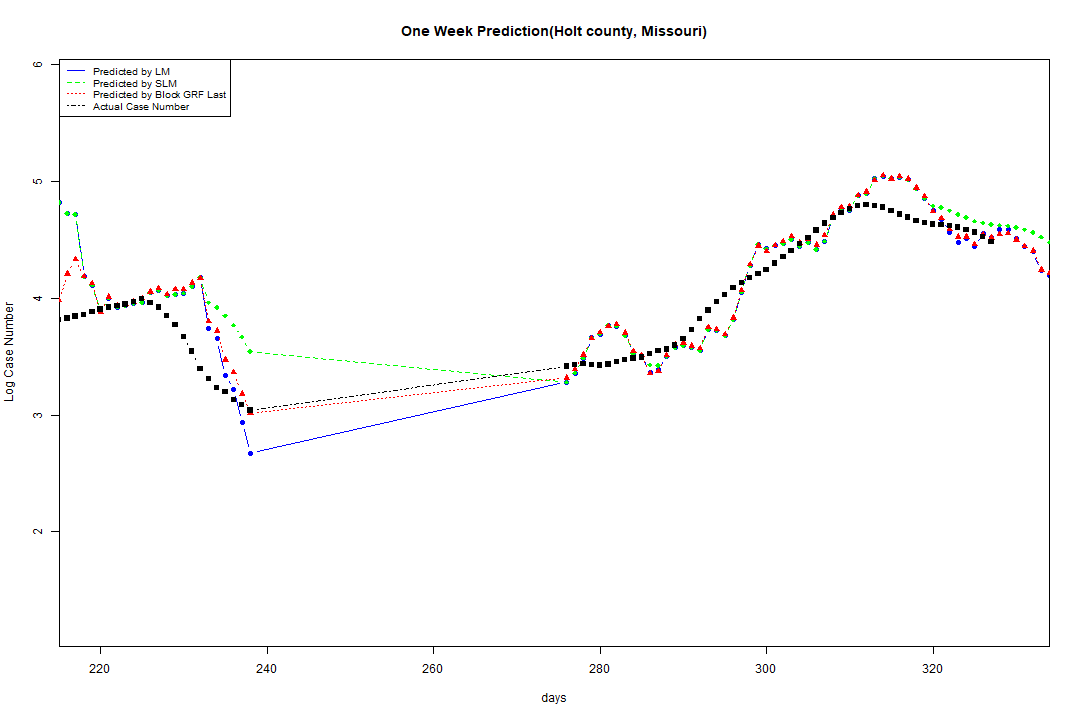 One Week Prediction(Holt county, Missouri)
Predicted by LM
Predicted by SLM
Predicted by Block GRF Last
Actual Case Number
6
5
4
3
2
Log Case Number
220 240 260 280 300 320
days